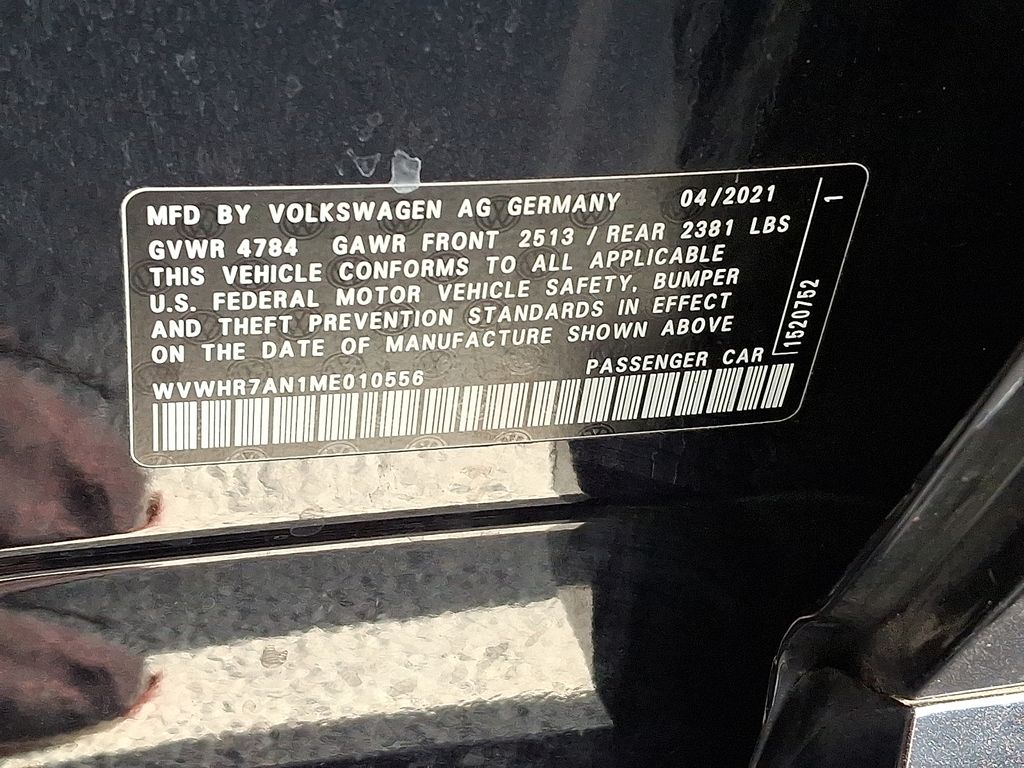 MFD BY VOLKSWAGEN AG GERMANY 04/2021
GVWR 4784 GAWR FRONT 2513 / REAR 2381 LBS
THIS VEHICLE CONFORMS TO ALL APPLICABLE
U.S. FEDERAL MOTOR VEHICLE SAFETY, BUMPER
AND THEFT PREVENTION STANDARDS IN EFFECT
ON THE DATE OF MANUFACTURE SHOWN ABOVE
WVWHR7AN1ME010556 PASSENGER CAR
1520752 1